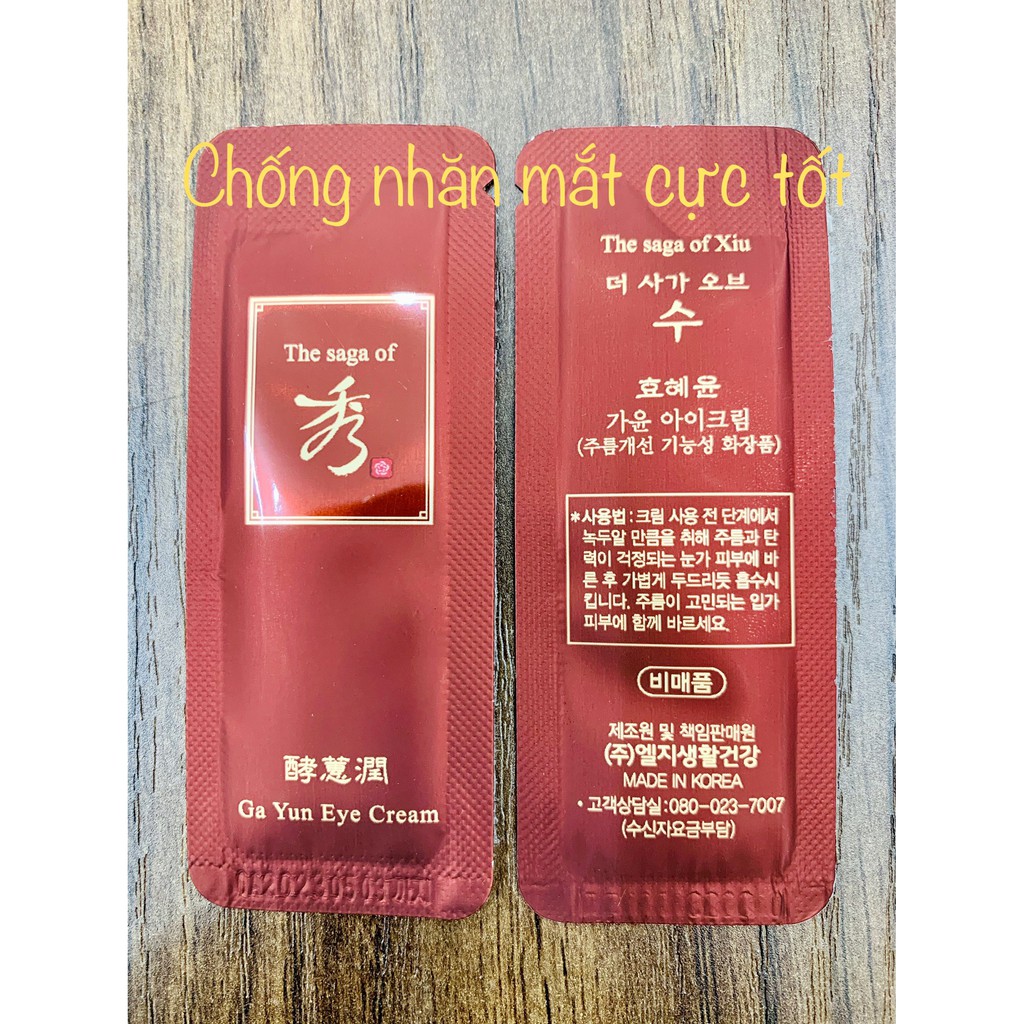 Chống nhăn mắt cực tốt
The saga of
秀
酵蕙潤
Ga Yun Eye Cream
The saga of Xiu
더 사가 오브
수
효혜윤
가윤 아이크림
(주름개선 기능성 화장품)
*사용법 : 크림 사용 전 단계에서
녹두알 만큼을 취해 주름과 탄
력이 걱정되는 눈가 피부에 바
른 후 가볍게 두드리듯 흡수시
킵니다. 주름이 고민되는 입가
피부에 함께 바르세요.
비매품
제조원 및 책임판매원
(주)엘지생활건강
MADE IN KOREA
• 고객상담실 : 080-023-7007
(수신자요금부담)